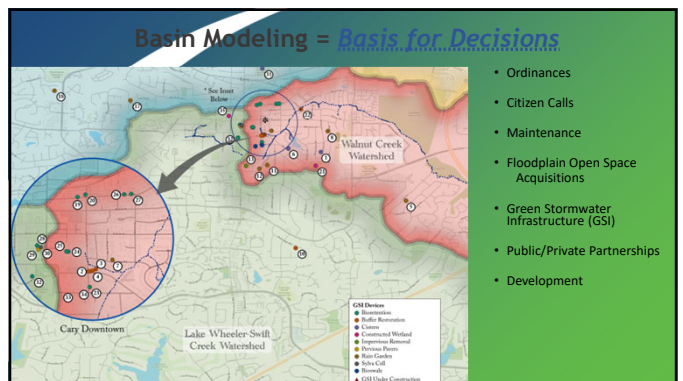 Basin Modeling = Basis for Decisions
• Ordinances
• Citizen Calls
• Maintenance
• Floodplain Open Space
Acquisitions
• Green Stormwater
Infrastructure (GSI)
• Public/Private Partnerships
• Development
* See Inset
Below
Walnut Creek
Watershed
Cary Downtown
Lake Wheeler-Swift
Creek Watershed
GSI Devices
Bioretention
Buffer Restoration
Cistern
Constructed Wetland
Impervious Removal
Pervious Pavers
Rain Garden
Sylva Cell
Bioswale
GSI Under Construction